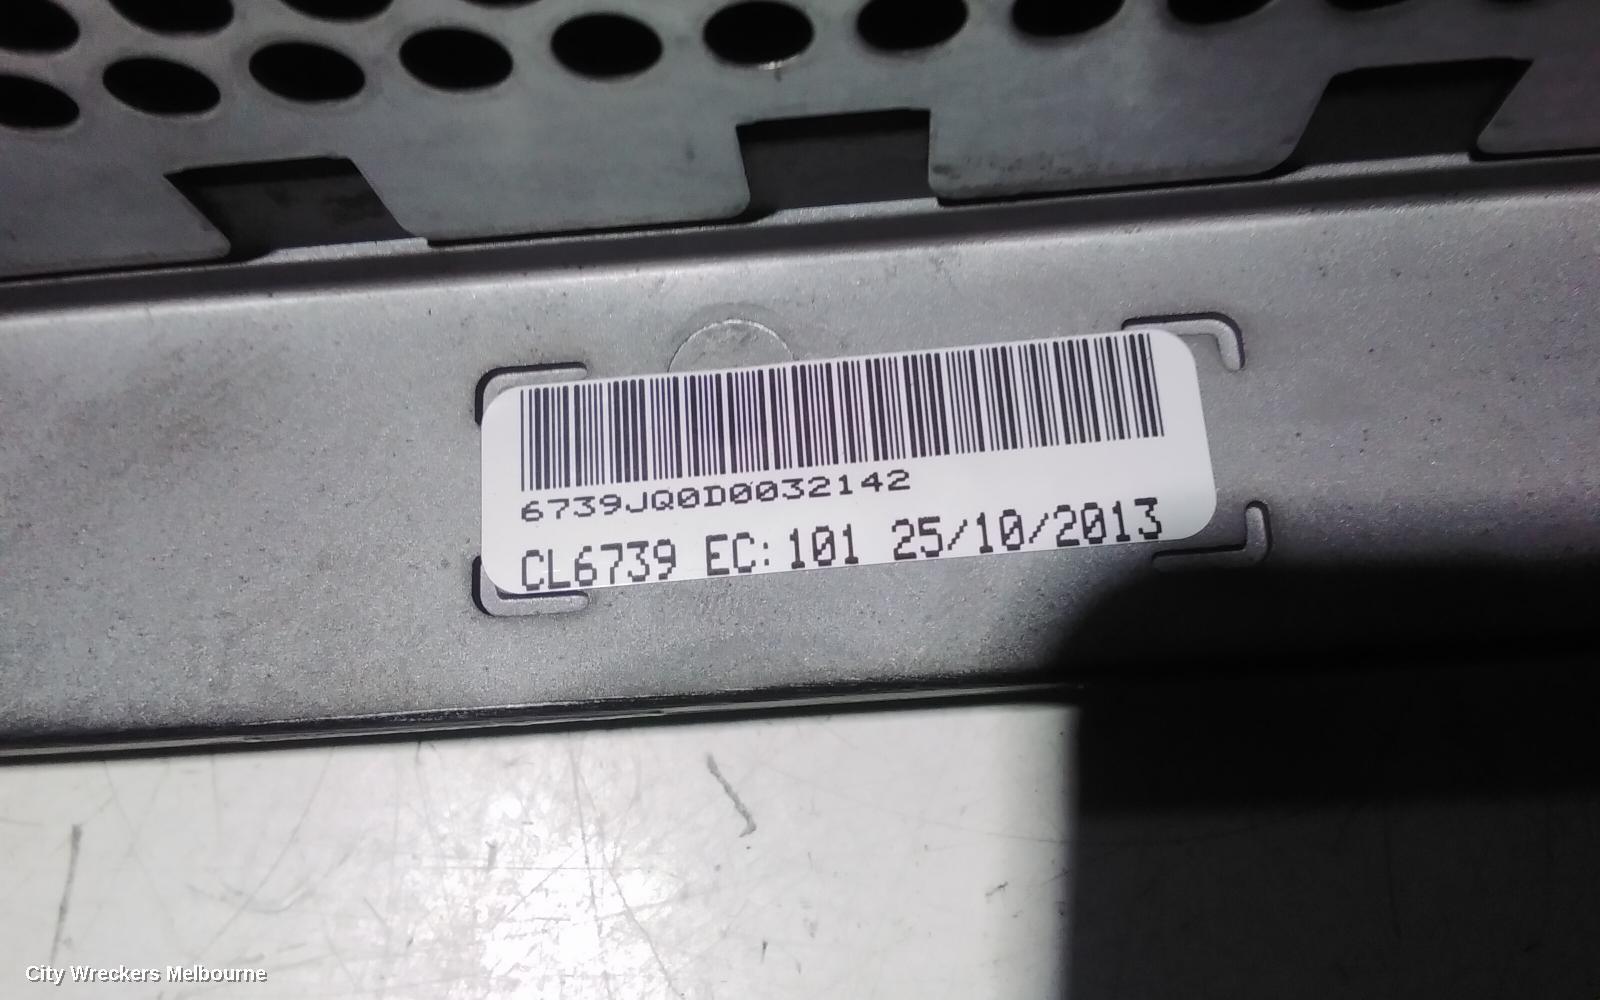 6739JQ0D0032142
CL6739 EC: 101 25/10/2013
City Wreckers Melbourne